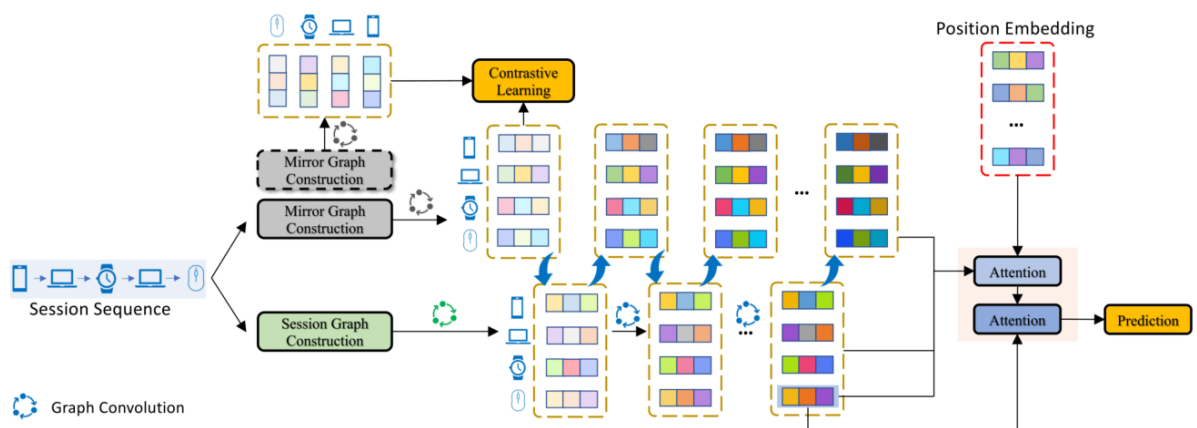 Position Embedding
Contrastive
Learning
...
Mirror Graph
Construction
Mirror Graph
Construction
...
Session Sequence
Attention
Session Graph
Construction
Attention
Prediction
...
Graph Convolution